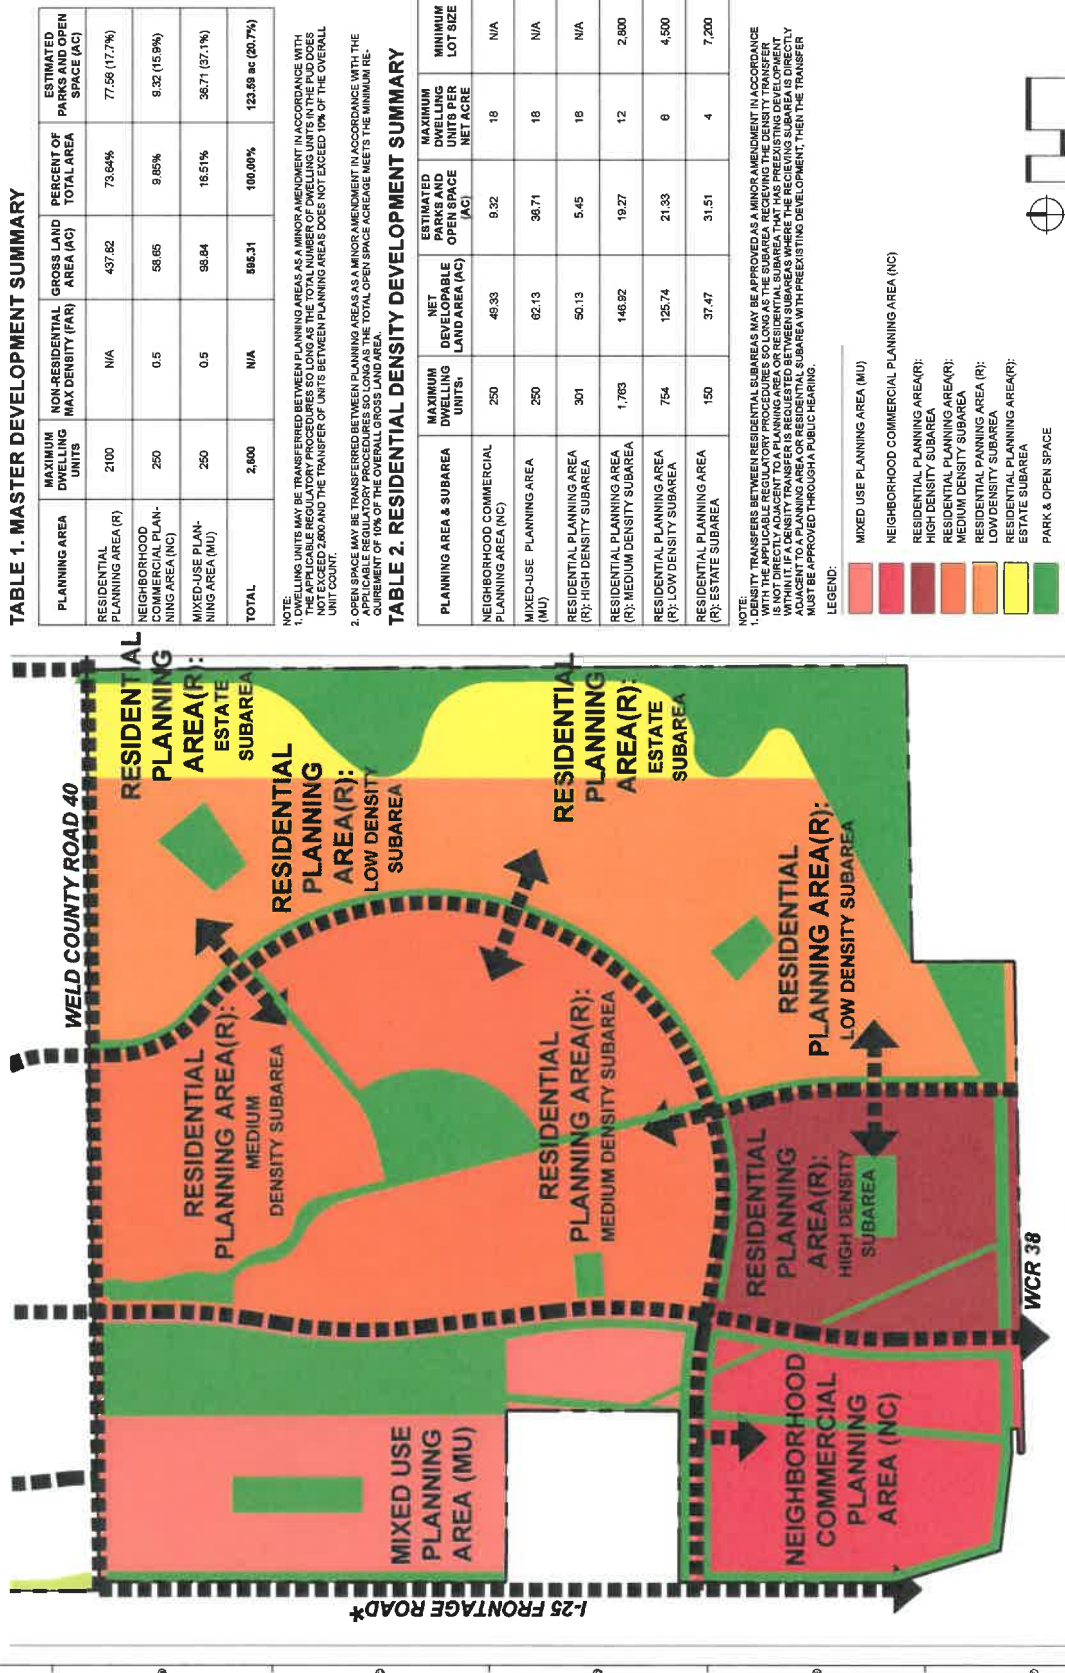 TABLE 1. MASTER DEVELOPMENT SUMMARY
PLANNING AREA | MAXIMUM DWELLING UNITS | NON-RESIDENTIAL MAX DENSITY (FAR) | GROSS LAND AREA (AC) | PERCENT OF TOTAL AREA | ESTIMATED PARKS AND OPEN SPACE (AC)
RESIDENTIAL PLANNING AREA (R) | 2100 | N/A | 437.82 | 73.64% | 77.56 (17.7%)
NEIGHBORHOOD COMMERCIAL PLANNING AREA (NC) | 250 | 0.5 | 58.65 | 9.85% | 9.32 (15.9%)
MIXED-USE PLANNING AREA (MU) | 250 | 0.5 | 98.84 | 16.51% | 36.71 (37.1%)
TOTAL | 2,600 | N/A | 595.31 | 100.00% | 123.59 ac (20.7%)
NOTE:
1. DWELLING UNITS MAY BE TRANSFERRED BETWEEN PLANNING AREAS AS A MINOR AMENDMENT IN ACCORDANCE WITH
THE APPLICABLE REGULATORY PROCEDURES SO LONG AS THE TOTAL NUMBER OF DWELLING UNITS IN THE PUD DOES
NOT EXCEED 2,600 AND THE TRANSFER OF UNITS BETWEEN PLANNING AREAS DOES NOT EXCEED 10% OF THE OVERALL
UNIT COUNT.
2. OPEN SPACE MAY BE TRANSFERRED BETWEEN PLANNING AREAS AS A MINOR AMENDMENT IN ACCORDANCE WITH THE
APPLICABLE REGULATORY PROCEDURES SO LONG AS THE TOTAL OPEN SPACE ACREAGE MEETS THE MINIMUM RE-
QUIREMENT OF 10% OF THE OVERALL GROSS LAND AREA.
TABLE 2. RESIDENTIAL DENSITY DEVELOPMENT SUMMARY
PLANNING AREA & SUBAREA | MAXIMUM DWELLING UNITS1 | NET DEVELOPABLE LAND AREA (AC) | ESTIMATED PARKS AND OPEN SPACE (AC) | MAXIMUM DWELLING UNITS PER NET ACRE | MINIMUM LOT SIZE
NEIGHBORHOOD COMMERCIAL PLANNING AREA (NC) | 250 | 49.33 | 9.32 | 18 | N/A
MIXED-USE PLANNING AREA (MU) | 250 | 62.13 | 36.71 | 18 | N/A
RESIDENTIAL PLANNING AREA (R): HIGH DENSITY SUBAREA | 301 | 50.13 | 5.45 | 18 | N/A
RESIDENTIAL PLANNING AREA (R): MEDIUM DENSITY SUBAREA | 1,763 | 146.92 | 19.27 | 12 | 2,800
RESIDENTIAL PLANNING AREA (R): LOW DENSITY SUBAREA | 754 | 125.74 | 21.33 | 6 | 4,500
RESIDENTIAL PLANNING AREA (R): ESTATE SUBAREA | 150 | 37.47 | 31.51 | 4 | 7,200
NOTE:
1. DENSITY TRANSFERS BETWEEN RESIDENTIAL SUBAREAS MAY BE APPROVED AS A MINOR AMENDMENT IN ACCORDANCE
WITH THE APPLICABLE REGULATORY PROCEDURES SO LONG AS THE SUBAREA RECIEVING THE DENSITY TRANSFER
IS NOT DIRECTLY ADJACENT TO A PLANNING AREA OR RESIDENTIAL SUBAREA THAT HAS PREEXISTING DEVELOPMENT
WITHIN IT. IF A DENSITY TRANSFER IS REQUESTED BETWEEN SUBAREAS WHERE THE RECIEVING SUBAREA IS DIRECTLY
ADJACENT TO A PLANNING AREA OR RESIDENTIAL SUBAREA WITH PREEXISTING DEVELOPMENT, THEN THE TRANSFER
MUST BE APPROVED THROUGH A PUBLIC HEARING.
LEGEND:
MIXED USE PLANNING AREA (MU)
NEIGHBORHOOD COMMERCIAL PLANNING AREA (NC)
RESIDENTIAL PLANNING AREA(R):
HIGH DENSITY SUBAREA
RESIDENTIAL PLANNING AREA(R):
MEDIUM DENSITY SUBAREA
RESIDENTIAL PANNING AREA (R):
LOW DENSITY SUBAREA
RESIDENTIAL PLANNING AREA(R):
ESTATE SUBAREA
PARK & OPEN SPACE
WELD COUNTY ROAD 40
RESIDENTIAL
PLANNING
AREA(R):
ESTATE
SUBAREA
RESIDENTIAL
PLANNING
AREA(R):
LOW DENSITY
SUBAREA
RESIDENTIAL
PLANNING AREA(R):
MEDIUM
DENSITY SUBAREA
MIXED USE
PLANNING
AREA (MU)
I-25 FRONTAGE ROAD*
RESIDENTIAL
PLANNING
AREA(R):
ESTATE
SUBAREA
RESIDENTIAL
PLANNING AREA(R):
MEDIUM DENSITY SUBAREA
RESIDENTIAL
PLANNING AREA(R):
LOW DENSITY SUBAREA
RESIDENTIAL
PLANNING
AREA(R):
HIGH DENSITY
SUBAREA
NEIGHBORHOOD
COMMERCIAL
PLANNING
AREA (NC)
WCR 38